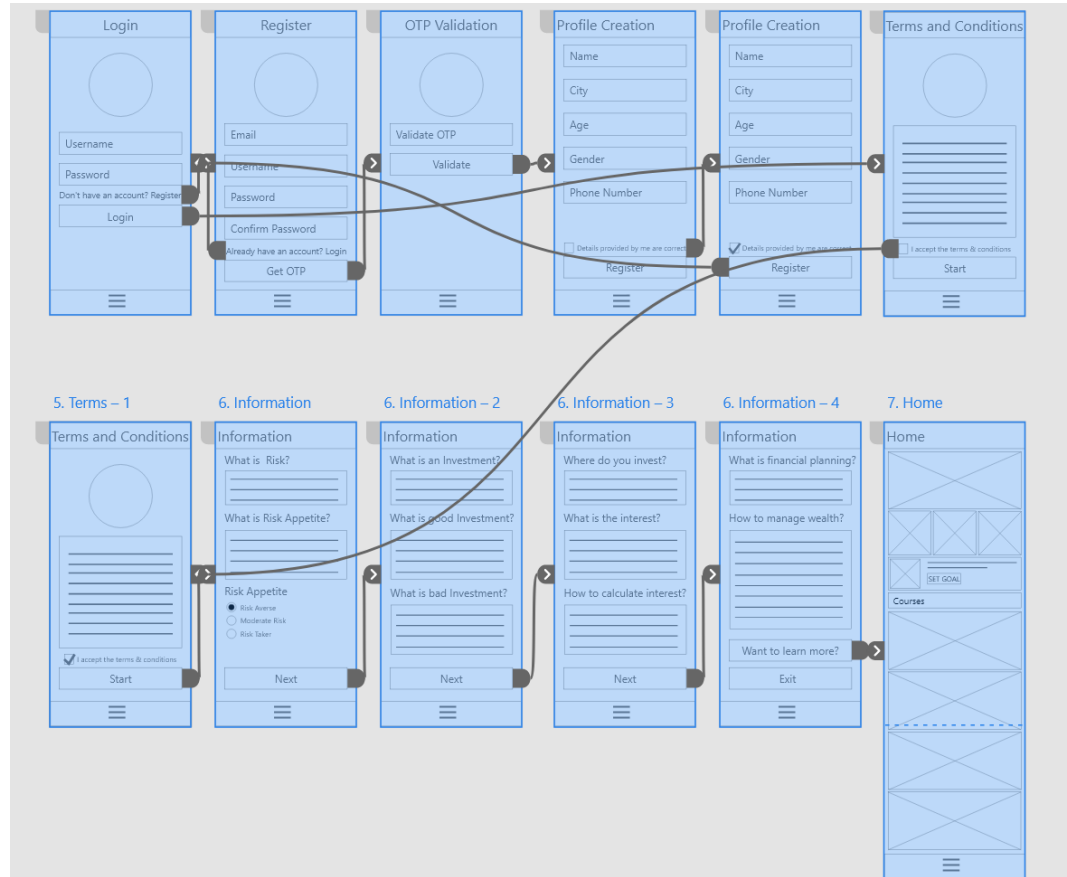 Login
Username
Password
Don't have an account? Register
Login
Register
Email
Username
Password
Confirm Password
Already have an account? Login
Get OTP
OTP Validation
Validate OTP
Validate
Profile Creation
Name
City
Age
Gender
Phone Number
Details provided by me are correct
Register
Profile Creation
Name
City
Age
Gender
Phone Number
Details provided by me are correct
Register
Terms and Conditions
I accept the terms & conditions
Start
5. Terms – 1
Terms and Conditions
I accept the terms & conditions
Start
6. Information
Information
What is Risk?
What is Risk Appetite?
Risk Appetite
Risk Averse
Moderate Risk
Risk Taker
Next
6. Information – 2
Information
What is an Investment?
What is good Investment?
What is bad Investment?
Next
6. Information – 3
Information
Where do you invest?
What is the interest?
How to calculate interest?
Next
6. Information – 4
Information
What is financial planning?
How to manage wealth?
Want to learn more?
Exit
7. Home
Home
SET GOAL
Courses